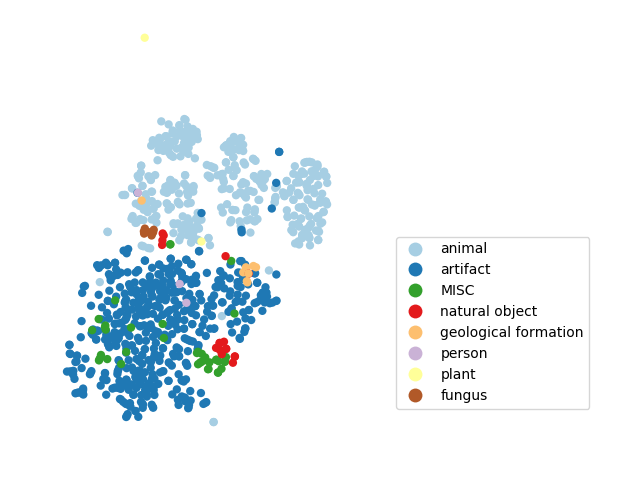 animal
artifact
MISC
natural object
geological formation
person
plant
fungus